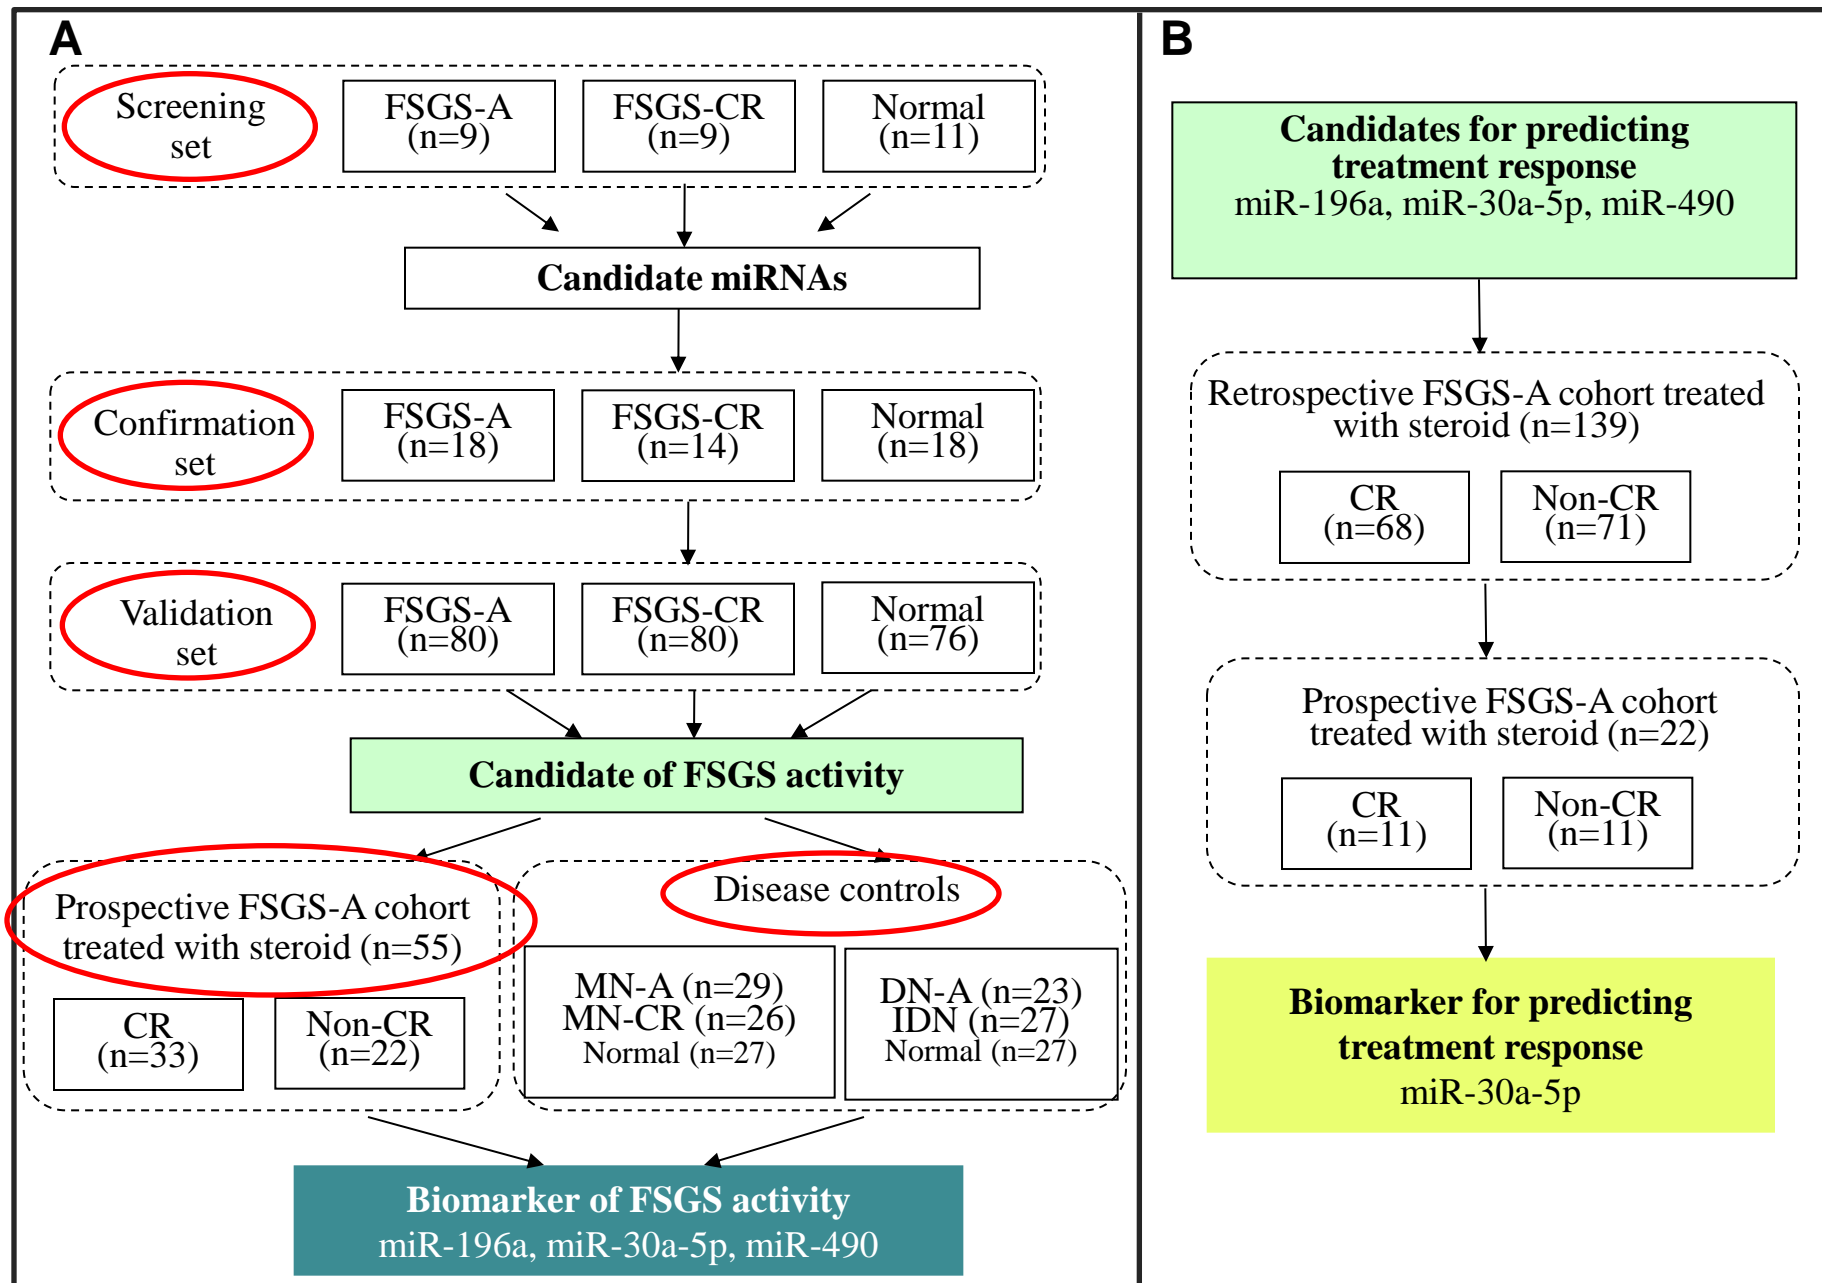 A
Screening
set
FSGS-A
(n=9)
FSGS-CR
(n=9)
Normal
(n=11)
Candidate miRNAs
Confirmation
set
FSGS-A
(n=18)
FSGS-CR
(n=14)
Normal
(n=18)
Validation
set
FSGS-A
(n=80)
FSGS-CR
(n=80)
Normal
(n=76)
Candidate of FSGS activity
Prospective FSGS-A cohort
treated with steroid (n=55)
CR
(n=33)
Non-CR
(n=22)
Disease controls
MN-A (n=29)
MN-CR (n=26)
Normal (n=27)
DN-A (n=23)
IDN (n=27)
Normal (n=27)
Biomarker of FSGS activity
miR-196a, miR-30a-5p, miR-490
B
Candidates for predicting
treatment response
miR-196a, miR-30a-5p, miR-490
Retrospective FSGS-A cohort treated
with steroid (n=139)
CR
(n=68)
Non-CR
(n=71)
Prospective FSGS-A cohort
treated with steroid (n=22)
CR
(n=11)
Non-CR
(n=11)
Biomarker for predicting
treatment response
miR-30a-5p